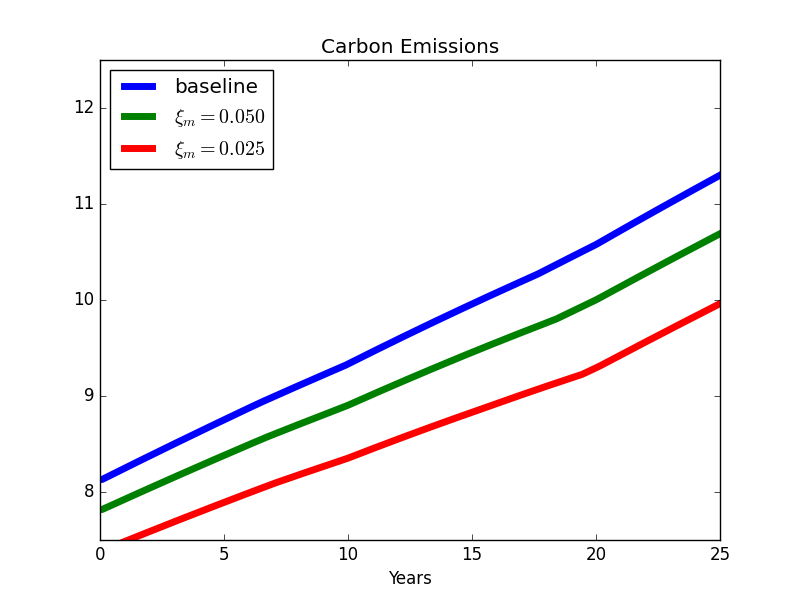 Carbon Emissions
baseline
ξ_m = 0.050
ξ_m = 0.025
12
11
10
9
8
0 5 10 15 20 25
Years